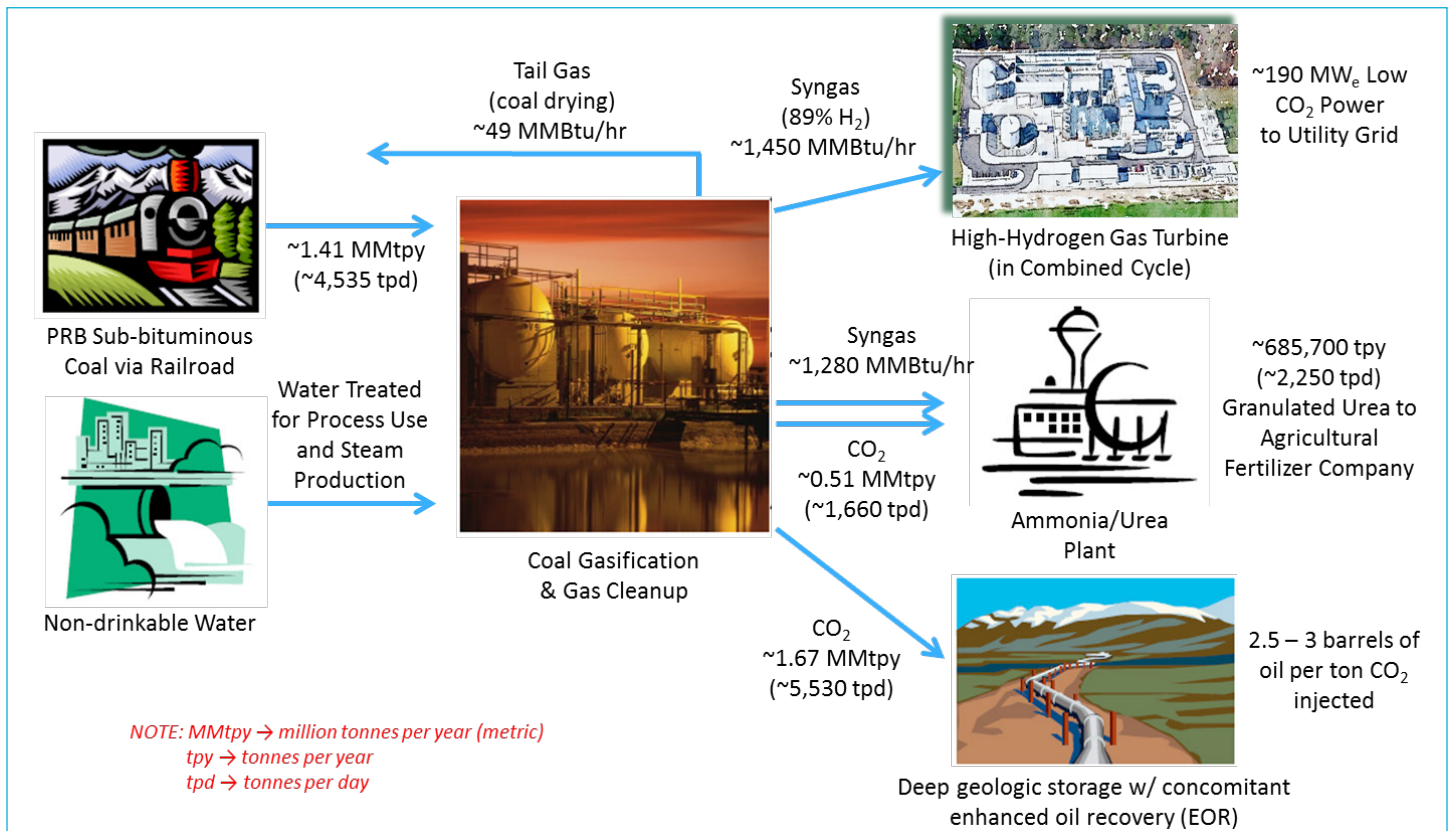 Tail Gas
(coal drying)
~49 MMBtu/hr
Syngas
(89% H₂)
~1,450 MMBtu/hr
~190 MWₑ Low
CO₂ Power
to Utility Grid
~1.41 MMtpy
(~4,535 tpd)
High-Hydrogen Gas Turbine
(in Combined Cycle)
PRB Sub-bituminous
Coal via Railroad
Syngas
~1,280 MMBtu/hr
~685,700 tpy
(~2,250 tpd)
Granulated Urea to
Agricultural
Fertilizer Company
Water Treated
for Process Use
and Steam
Production
CO₂
~0.51 MMtpy
(~1,660 tpd)
Ammonia/Urea
Plant
Coal Gasification
& Gas Cleanup
Non-drinkable Water
CO₂
~1.67 MMtpy
(~5,530 tpd)
2.5 – 3 barrels of
oil per ton CO₂
injected
NOTE: MMtpy → million tonnes per year (metric)
tpy → tonnes per year
tpd → tonnes per day
Deep geologic storage w/ concomitant
enhanced oil recovery (EOR)